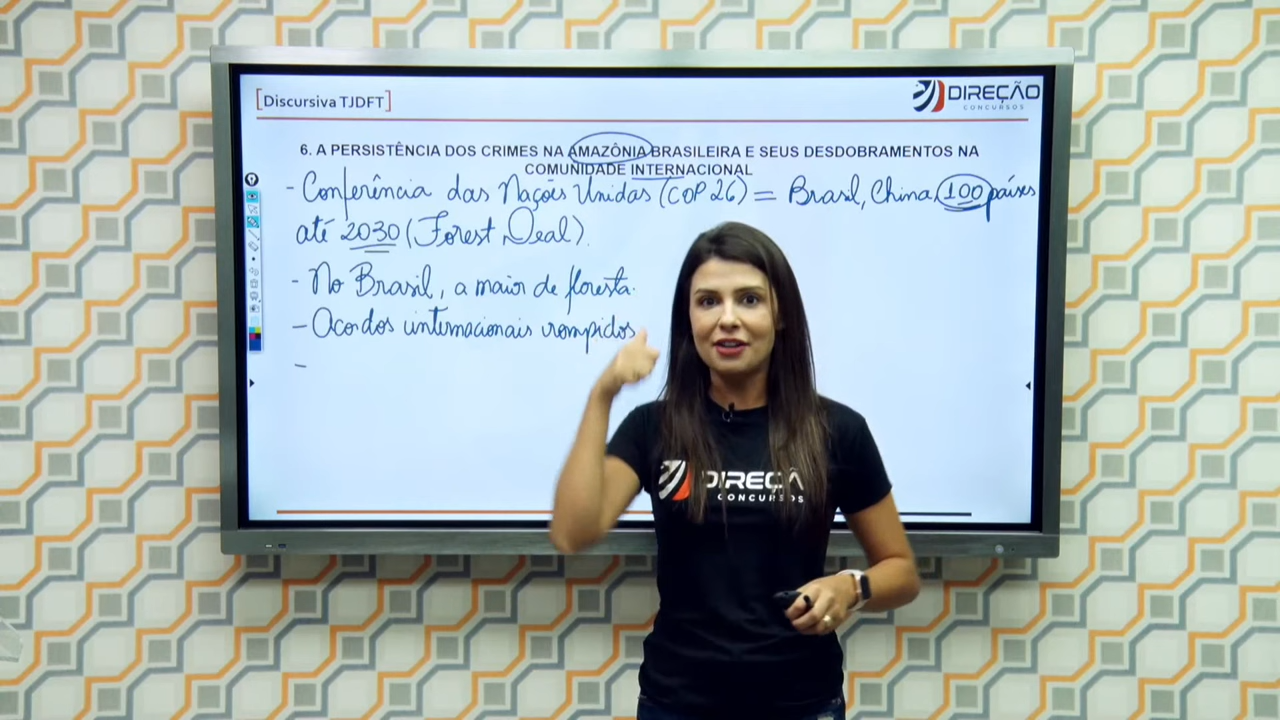 [Discursiva TJDFT]
DIREÇÃO
CONCURSOS
6. A PERSISTÊNCIA DOS CRIMES NA AMAZÔNIA BRASILEIRA E SEUS DESDOBRAMENTOS NA
COMUNIDADE INTERNACIONAL
- Conferência das Nações Unidas (COP 26) = Brasil, China, 100 países
até 2030 (Forest Deal).
- No Brasil, a maior de floresta.
- Acordos internacionais rompidos
-
DIREÇÃ
CONCURSOS